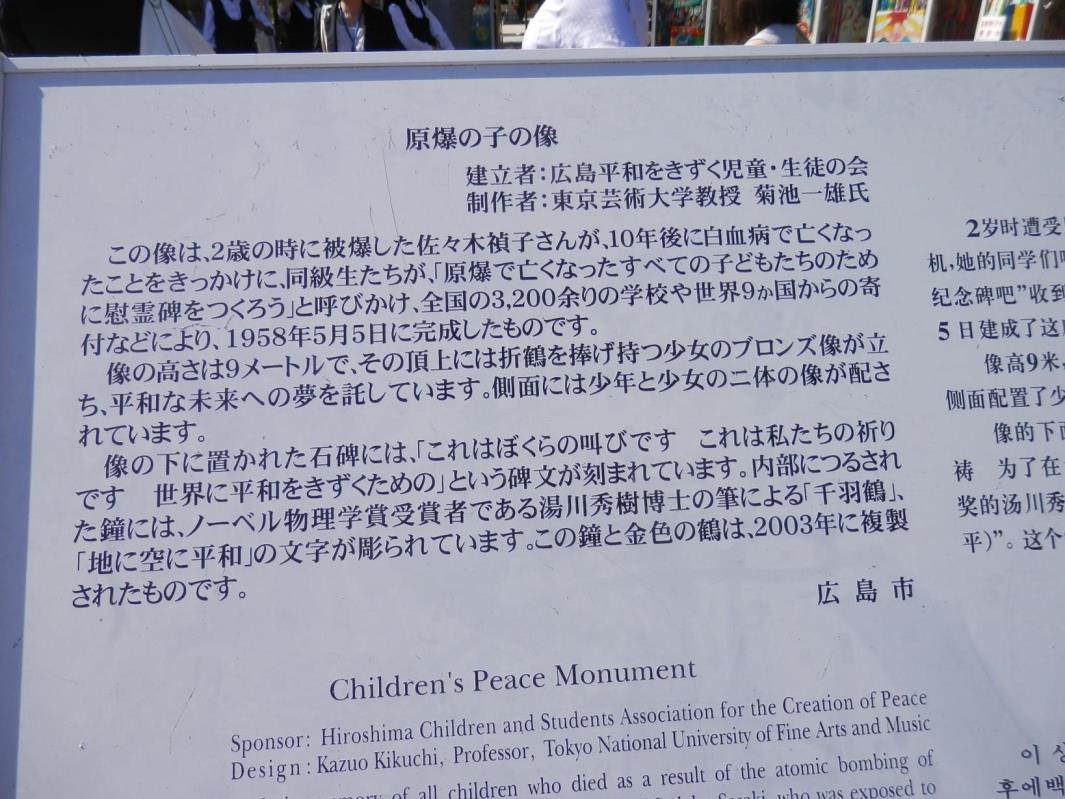 原爆の子の像
建立者：広島平和をきずく児童・生徒の会
制作者：東京芸術大学教授 菊池一雄氏
この像は、2歳の時に被爆した佐々木禎子さんが、10年後に白血病で亡くなっ
たことをきっかけに、同級生たちが、「原爆で亡くなったすべての子どもたちのため
に慰霊碑をつくろう」と呼びかけ、全国の3,200余りの学校や世界9か国からの寄
付などにより、1958年5月5日に完成したものです。
像の高さは9メートルで、その頂上には折鶴を捧げ持つ少女のブロンズ像が立
ち、平和な未来への夢を託しています。側面には少年と少女の二体の像が配さ
れています。
像の下に置かれた石碑には、「これはぼくらの叫びです　これは私たちの祈り
です　世界に平和をきずくための」という碑文が刻まれています。内部につるされ
た鐘には、ノーベル物理学賞受賞者である湯川秀樹博士の筆による「千羽鶴」、
「地に空に平和」の文字が彫られています。この鐘と金色の鶴は、2003年に複製
されたものです。
広島市
Children's Peace Monument
Sponsor: Hiroshima Children and Students Association for the Creation of Peace
Design: Kazuo Kikuchi, Professor, Tokyo National University of Fine Arts and Music
of all children who died as a result of the atomic bombing of
who was exposed to
2岁时遭受
机,她的同学们
纪念碑吧”收到
5日建成了这
像高9米,
侧面配置了少
像的下面
祷 为了在
奖的汤川秀
平)”。这个
이 상
후에 백